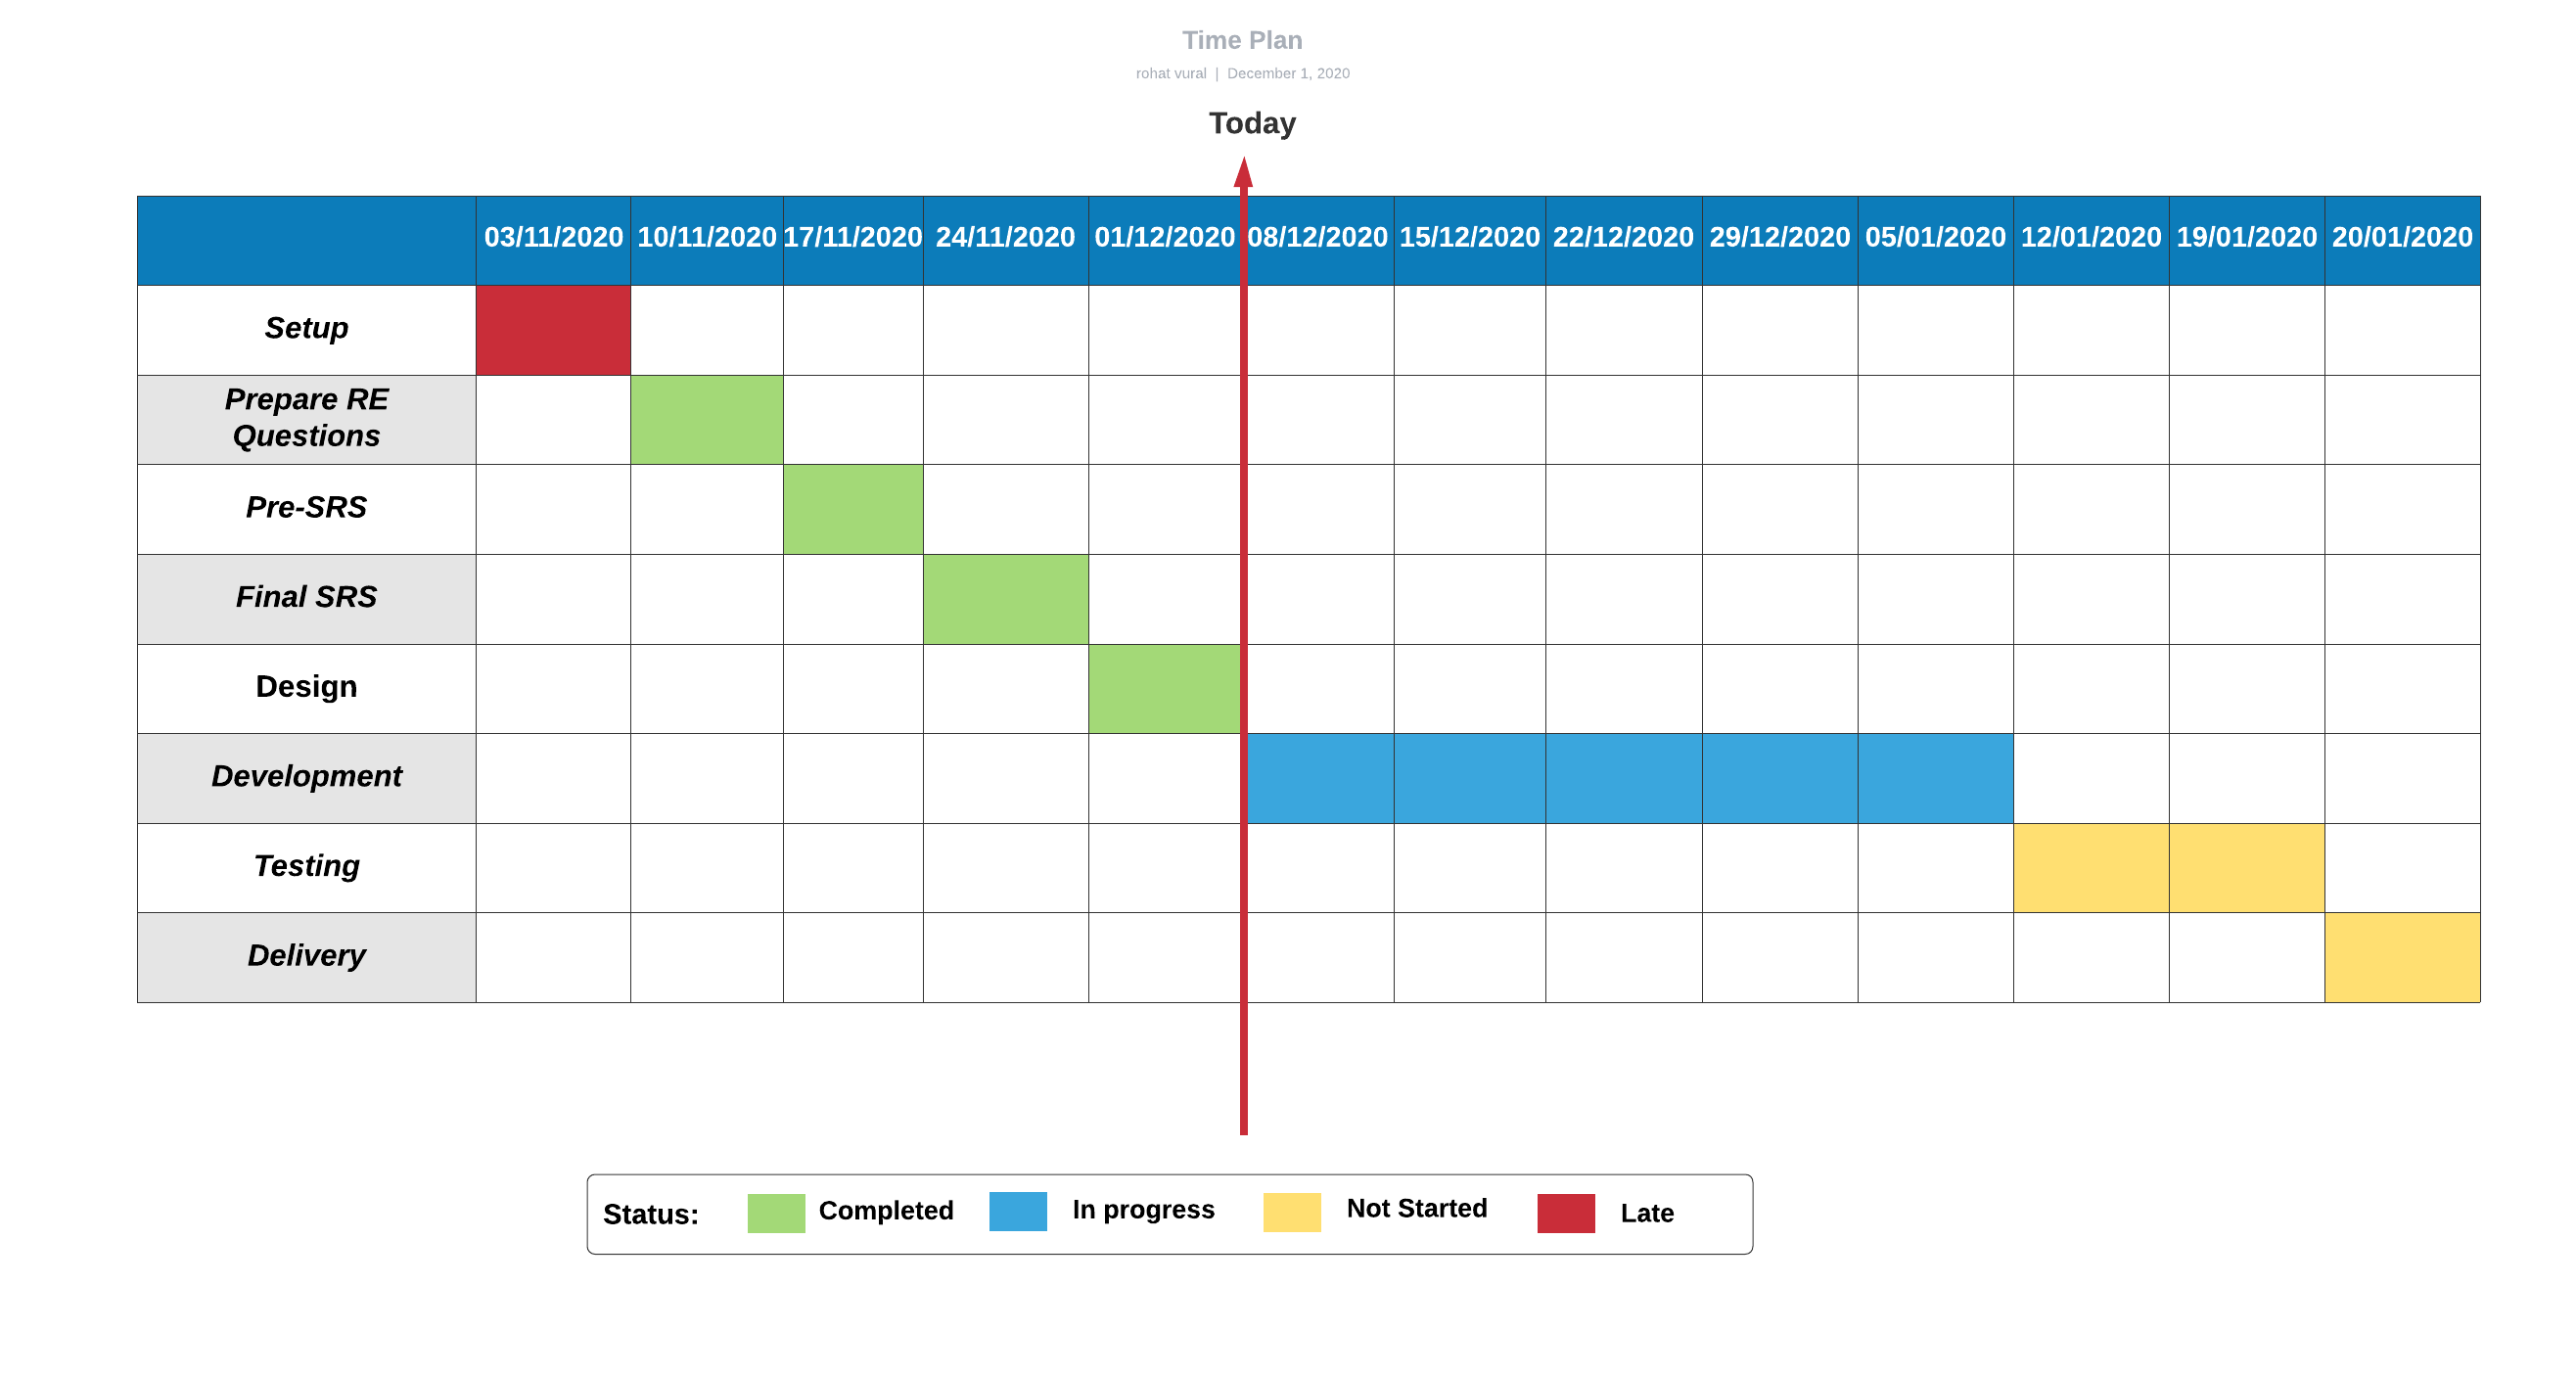 Time Plan
rohat vural | December 1, 2020
Today
03/11/2020 10/11/2020 17/11/2020 24/11/2020 01/12/2020 08/12/2020 15/12/2020 22/12/2020 29/12/2020 05/01/2020 12/01/2020 19/01/2020 20/01/2020
Setup
Prepare RE
Questions
Pre-SRS
Final SRS
Design
Development
Testing
Delivery
Status: Completed In progress Not Started Late